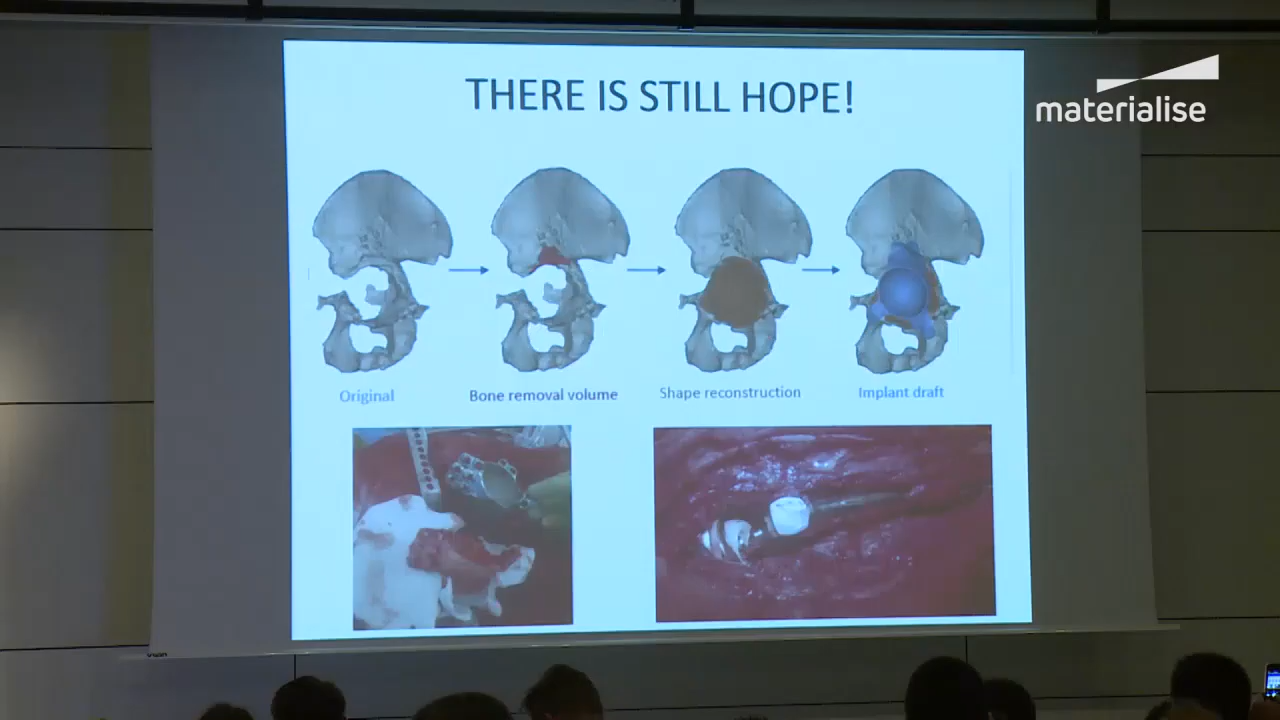 THERE IS STILL HOPE!
materialise
Original
Bone removal volume
Shape reconstruction
Implant draft